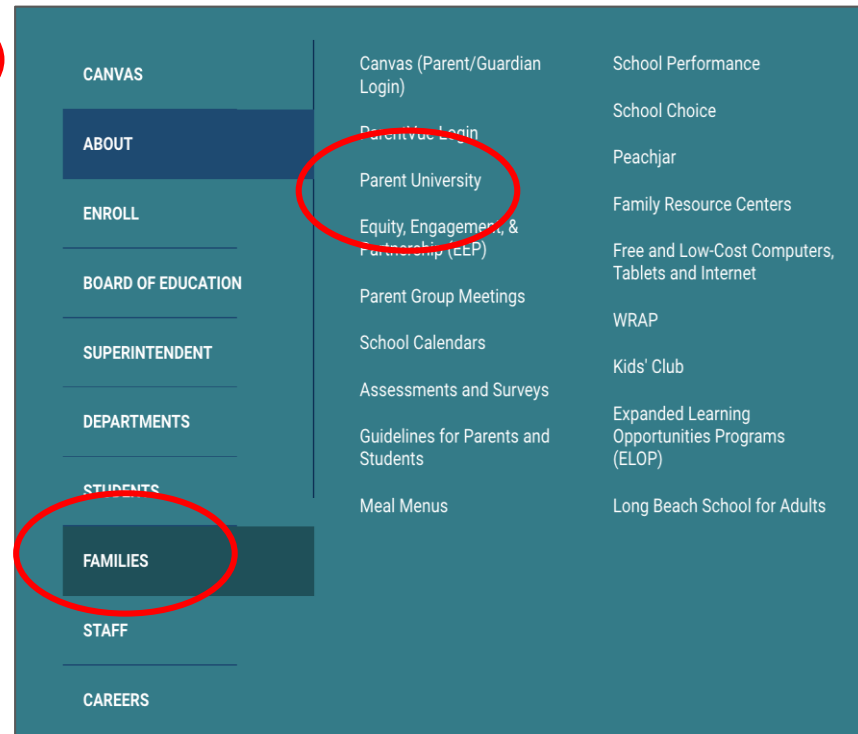 CANVAS
ABOUT
ENROLL
BOARD OF EDUCATION
SUPERINTENDENT
DEPARTMENTS
STUDENTS
FAMILIES
STAFF
CAREERS
Canvas (Parent/Guardian
Login)
ParentVue Login
Parent University
Equity, Engagement, &
Partnership (EEP)
Parent Group Meetings
School Calendars
Assessments and Surveys
Guidelines for Parents and
Students
Meal Menus
School Performance
School Choice
Peachjar
Family Resource Centers
Free and Low-Cost Computers,
Tablets and Internet
WRAP
Kids' Club
Expanded Learning
Opportunities Programs
(ELOP)
Long Beach School for Adults